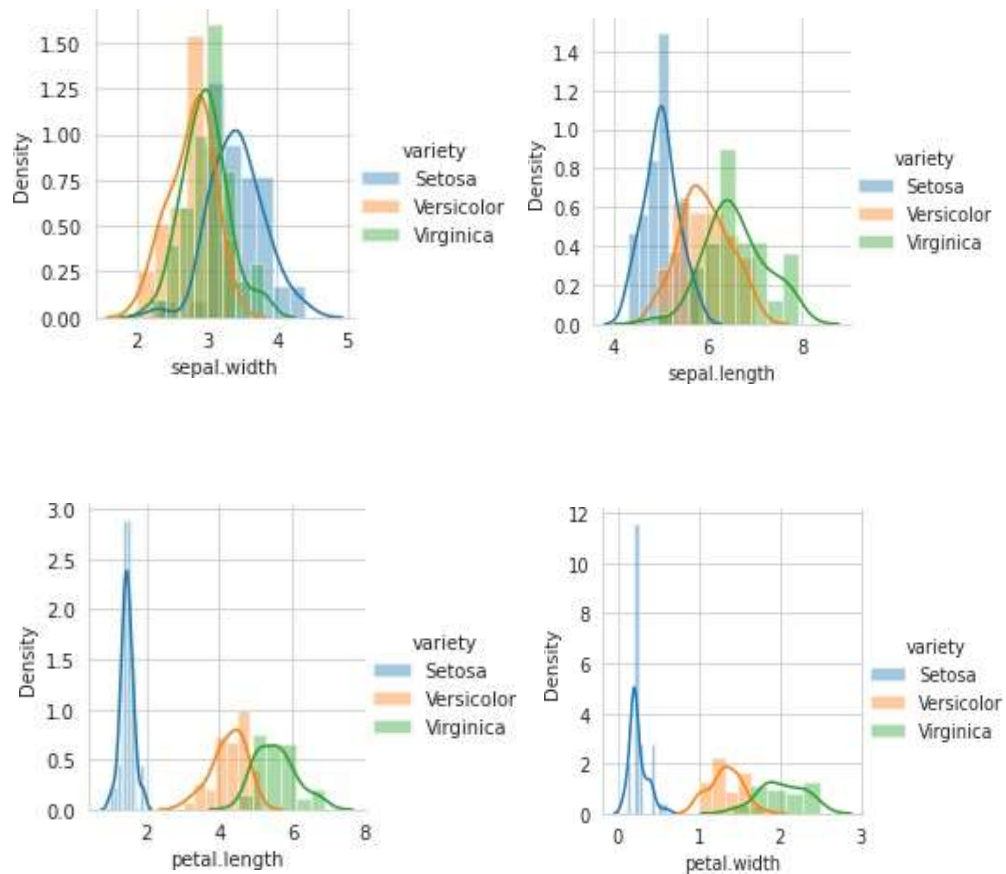 1.50
1.25
1.00
0.75
0.50
0.25
0.00
Density
2 3 4 5
sepal.width
variety
Setosa
Versicolor
Virginica
1.4
1.2
1.0
0.8
0.6
0.4
0.2
0.0
Density
4 6 8
sepal.length
variety
Setosa
Versicolor
Virginica
3.0
2.5
2.0
1.5
1.0
0.5
0.0
Density
2 4 6 8
petal.length
variety
Setosa
Versicolor
Virginica
12
10
8
6
4
2
0
Density
0 1 2 3
petal.width
variety
Setosa
Versicolor
Virginica